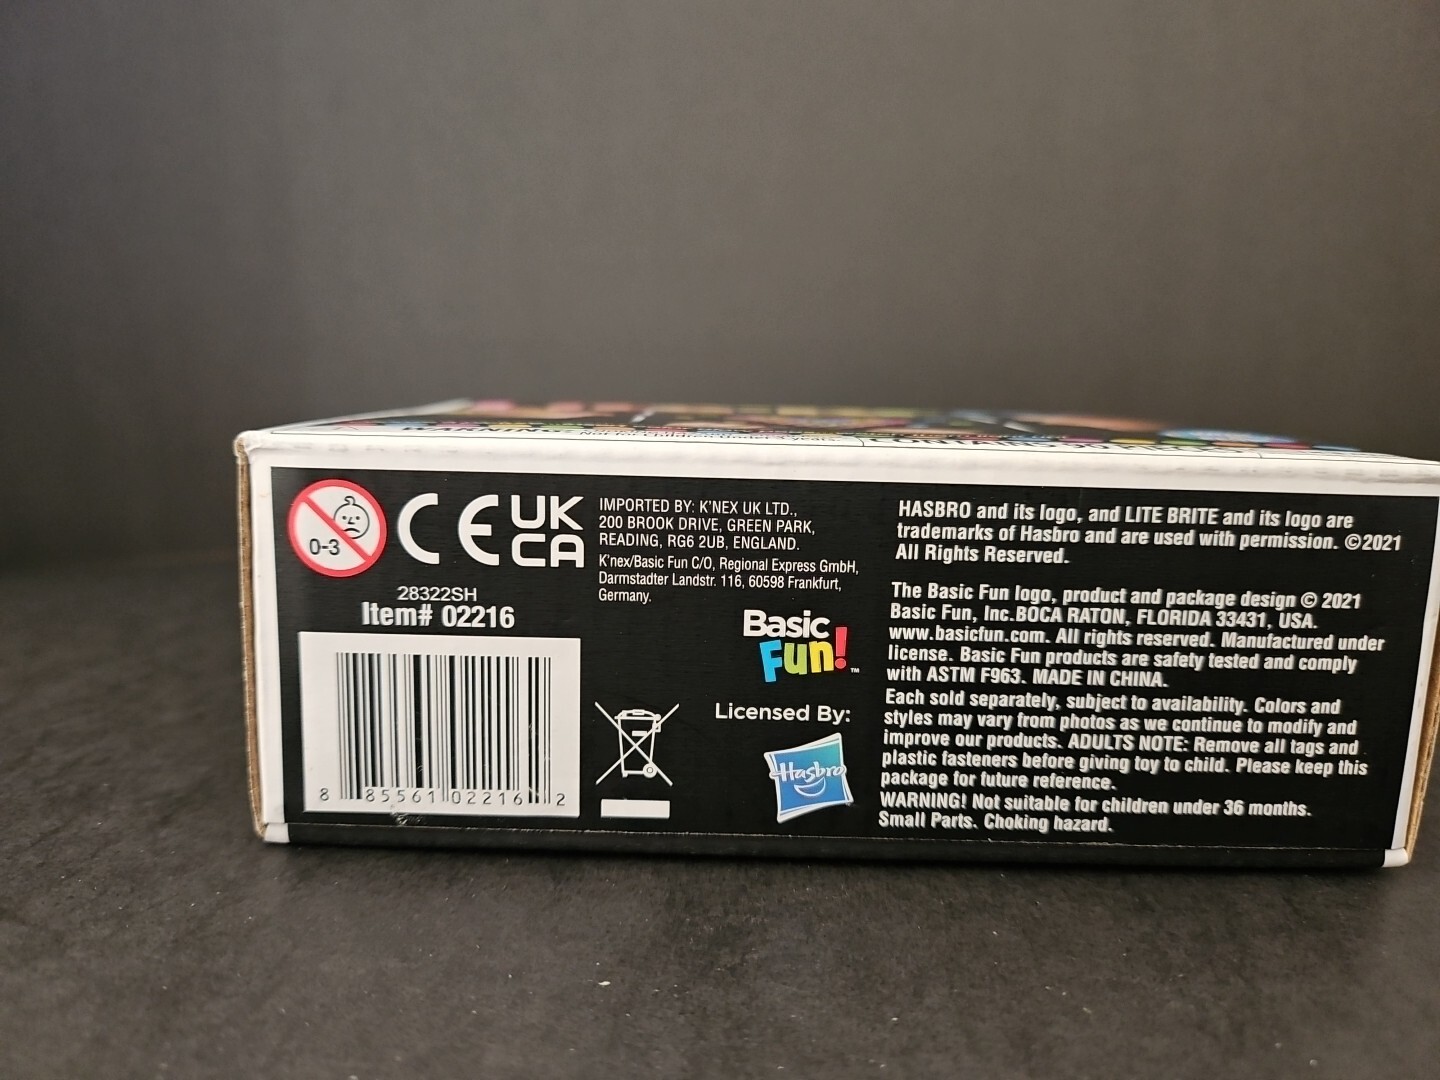 Not for Children Under 3 years.
0-3
CE
UK
CA
28322SH
Item# 02216
8 85561 02216 2
IMPORTED BY: K'NEX UK LTD.,
200 BROOK DRIVE, GREEN PARK,
READING, RG6 2UB, ENGLAND.
K'nex/Basic Fun C/O, Regional Express GmbH,
Darmstadter Landstr. 116, 60598 Frankfurt,
Germany.
Basic
Fun!™
Licensed By:
Hasbro
HASBRO and its logo, and LITE BRITE and its logo are
trademarks of Hasbro and are used with permission. ©2021
All Rights Reserved.
The Basic Fun logo, product and package design © 2021
Basic Fun, Inc.BOCA RATON, FLORIDA 33431, USA.
www.basicfun.com. All rights reserved. Manufactured under
license. Basic Fun products are safety tested and comply
with ASTM F963. MADE IN CHINA.
Each sold separately, subject to availability. Colors and
styles may vary from photos as we continue to modify and
improve our products. ADULTS NOTE: Remove all tags and
plastic fasteners before giving toy to child. Please keep this
package for future reference.
WARNING! Not suitable for children under 36 months.
Small Parts. Choking hazard.